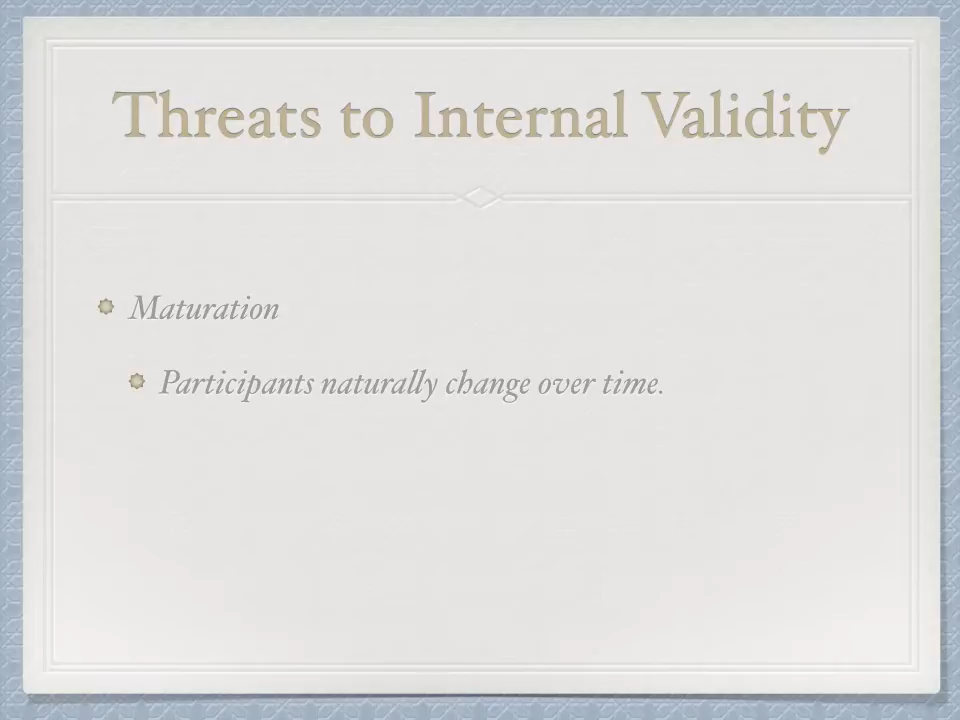 Threats to Internal Validity
Maturation
Participants naturally change over time.